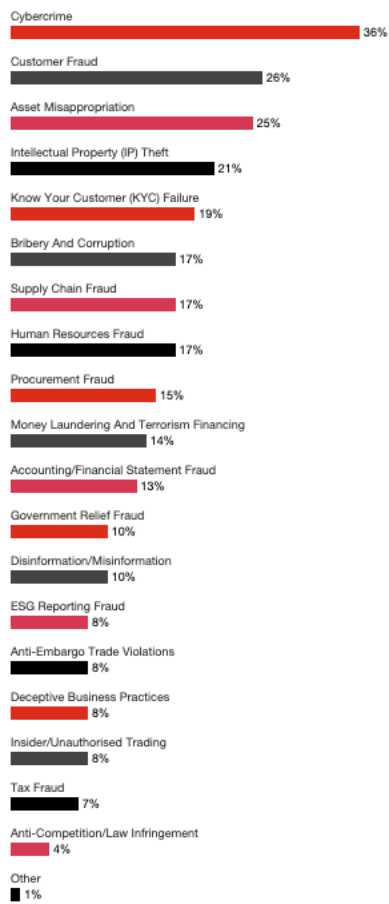 Cybercrime
36%
Customer Fraud
26%
Asset Misappropriation
25%
Intellectual Property (IP) Theft
21%
Know Your Customer (KYC) Failure
19%
Bribery And Corruption
17%
Supply Chain Fraud
17%
Human Resources Fraud
17%
Procurement Fraud
15%
Money Laundering And Terrorism Financing
14%
Accounting/Financial Statement Fraud
13%
Government Relief Fraud
10%
Disinformation/Misinformation
10%
ESG Reporting Fraud
8%
Anti-Embargo Trade Violations
8%
Deceptive Business Practices
8%
Insider/Unauthorised Trading
8%
Tax Fraud
7%
Anti-Competition/Law Infringement
4%
Other
1%